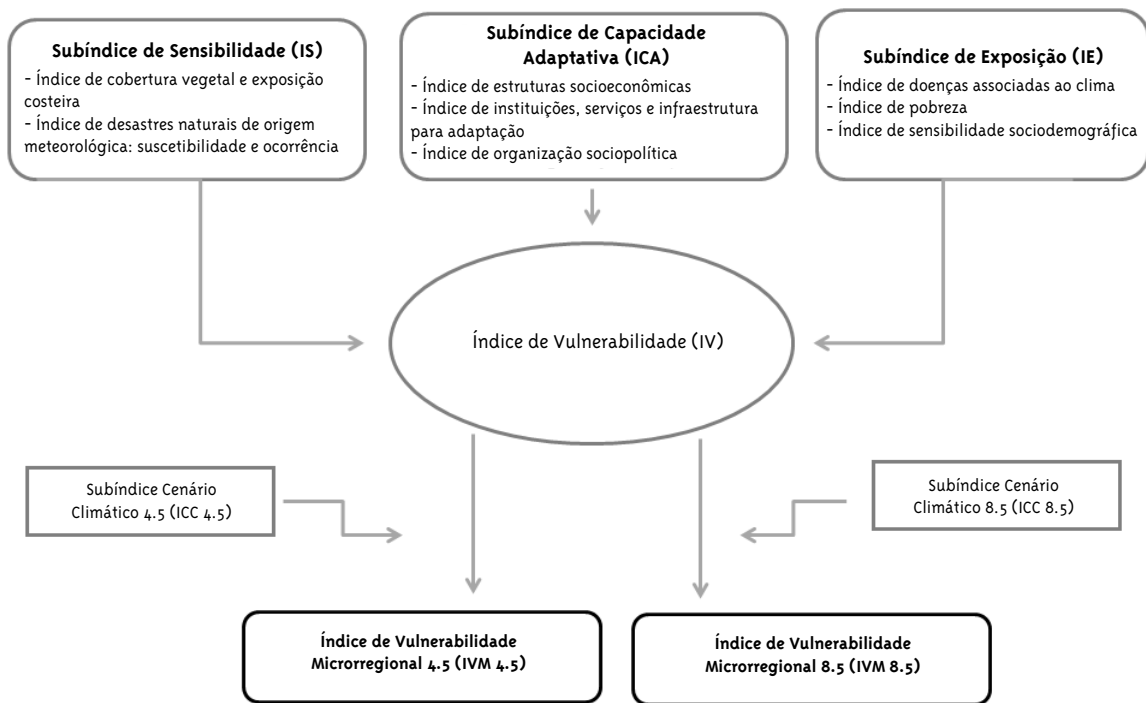 Subíndice de Sensibilidade (IS)
- Índice de cobertura vegetal e exposição
costeira
- Índice de desastres naturais de origem
meteorológica: suscetibilidade e ocorrência
Subíndice de Capacidade
Adaptativa (ICA)
- Índice de estruturas socioeconômicas
- Índice de instituições, serviços e infraestrutura
para adaptação
- Índice de organização sociopolítica
Subíndice de Exposição (IE)
- Índice de doenças associadas ao clima
- Índice de pobreza
- Índice de sensibilidade sociodemográfica
Índice de Vulnerabilidade (IV)
Subíndice Cenário
Climático 4.5 (ICC 4.5)
Subíndice Cenário
Climático 8.5 (ICC 8.5)
Índice de Vulnerabilidade
Microrregional 4.5 (IVM 4.5)
Índice de Vulnerabilidade
Microrregional 8.5 (IVM 8.5)